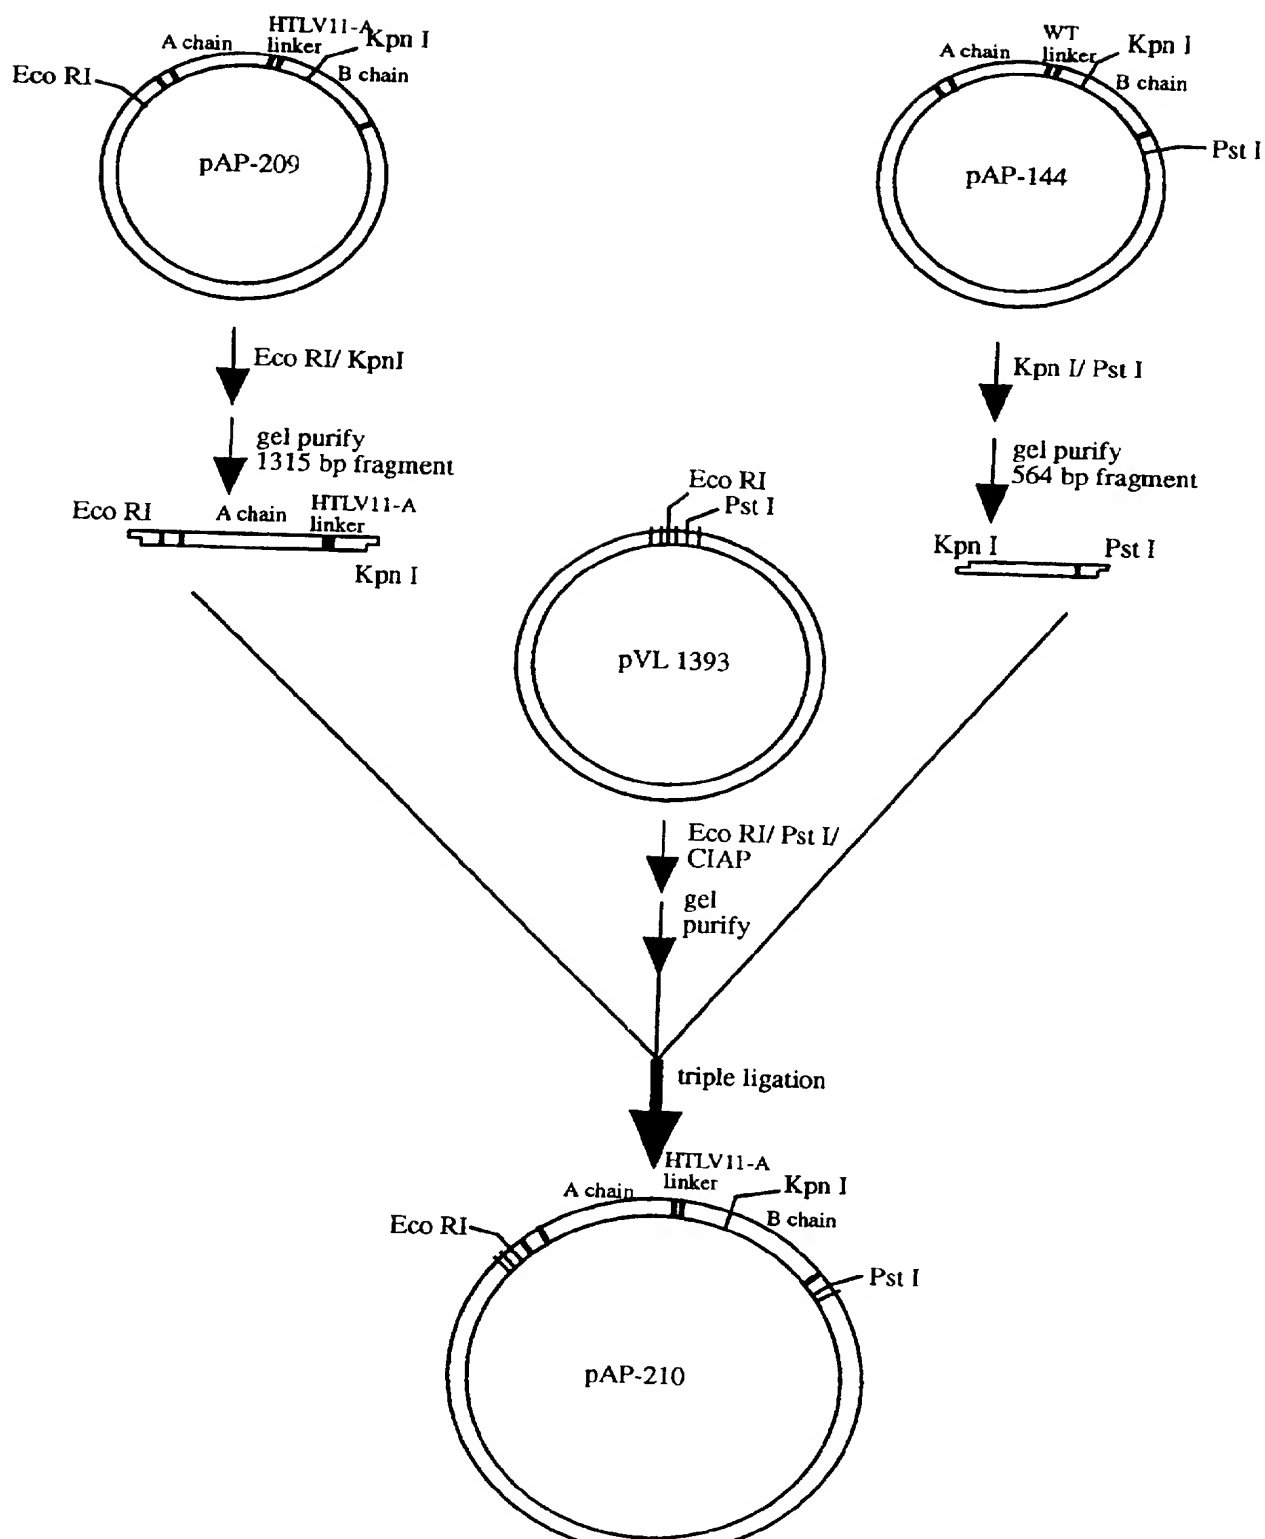 HTLV11-A
A chain
linker
Kpn I
Eco RI
B chain
pAP-209
WT
A chain
linker
Kpn I
B chain
Pst I
pAP-144
Eco RI/ KpnI
gel purify
1315 bp fragment
Kpn I/ Pst I
gel purify
564 bp fragment
Eco RI
A chain
HTLV11-A
linker
Kpn I
Eco RI
Pst I
pVL 1393
Kpn I
Pst I
Eco RI/ Pst I/
CIAP
gel
purify
triple ligation
HTLV11-A
linker
A chain
Kpn I
B chain
Eco RI
Pst I
pAP-210